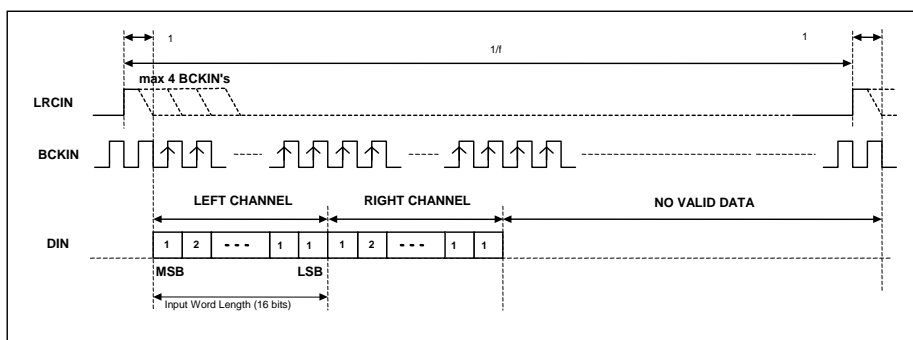 1
1/f
1
max 4 BCKIN's
LRCIN
BCKIN
LEFT CHANNEL
RIGHT CHANNEL
NO VALID DATA
DIN
1 2 --- 1 1 1 2 --- 1 1
MSB
LSB
Input Word Length (16 bits)